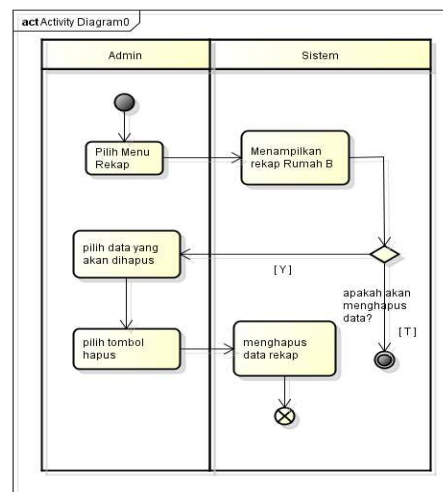 act Activity Diagram0
Admin
Sistem
Pilih Menu
Rekap
Menampilkan
rekap Rumah B
pilih data yang
akan dihapus
[ Y ]
apakah akan
menghapus
data?
[ T ]
pilih tombol
hapus
menghapus
data rekap